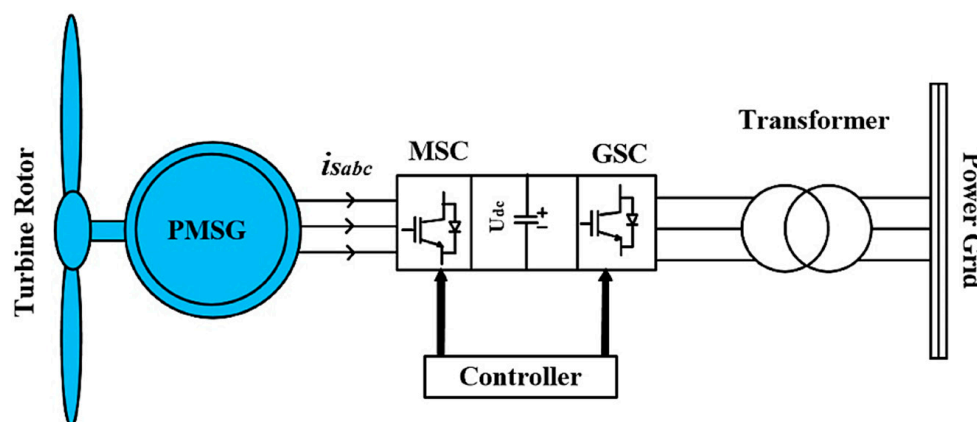 Turbine Rotor
PMSG
isabc
MSC
Udc
+
−
GSC
Transformer
Power Grid
Controller